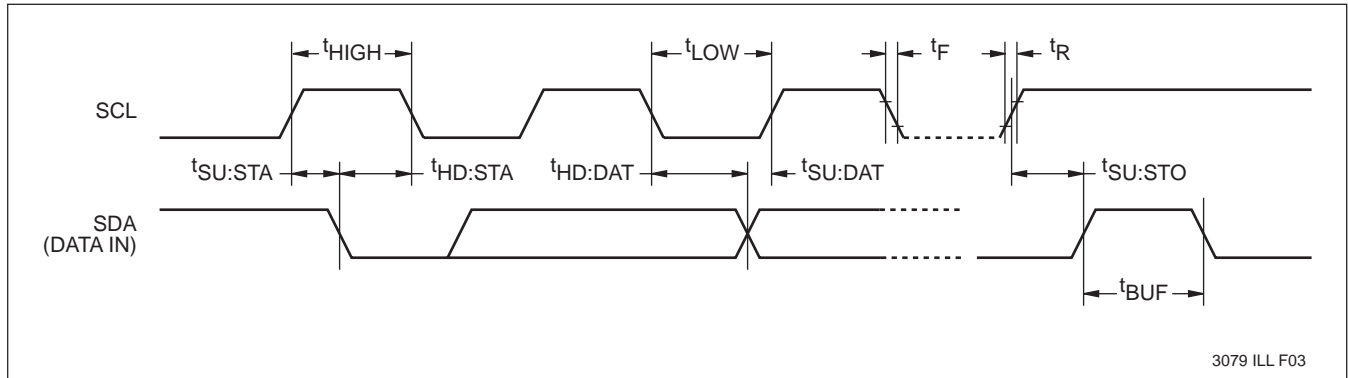 tHIGH
tLOW
tF
tR
SCL
tSU:STA
tHD:STA
tHD:DAT
tSU:DAT
tSU:STO
SDA
(DATA IN)
tBUF
3079 ILL F03